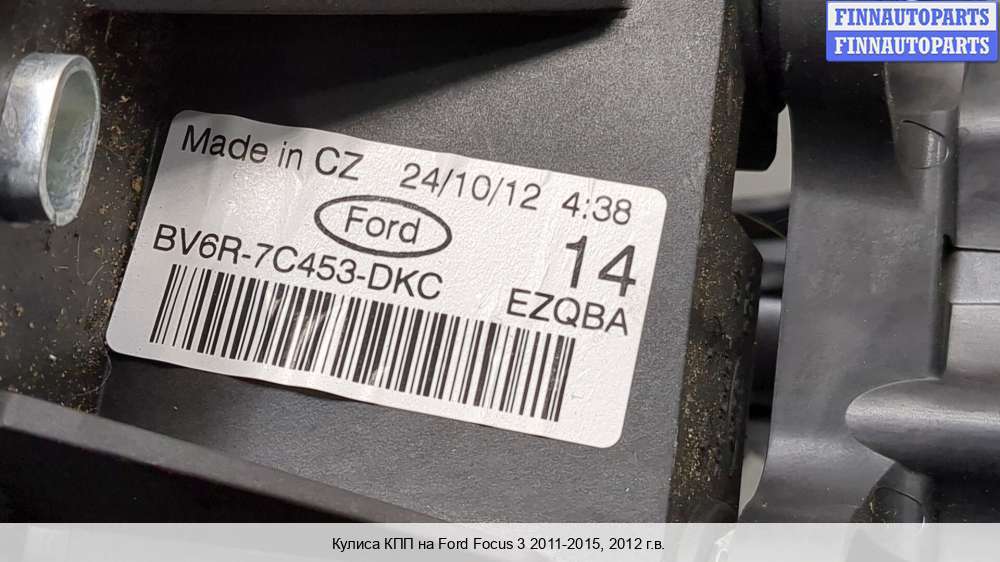 FINNAUTOPARTS
FINNAUTOPARTS
Made in CZ 24/10/12 4:38
Ford
14
BV6R-7C453-DKC
EZQBA
Кулиса КПП на Ford Focus 3 2011-2015, 2012 г.в.